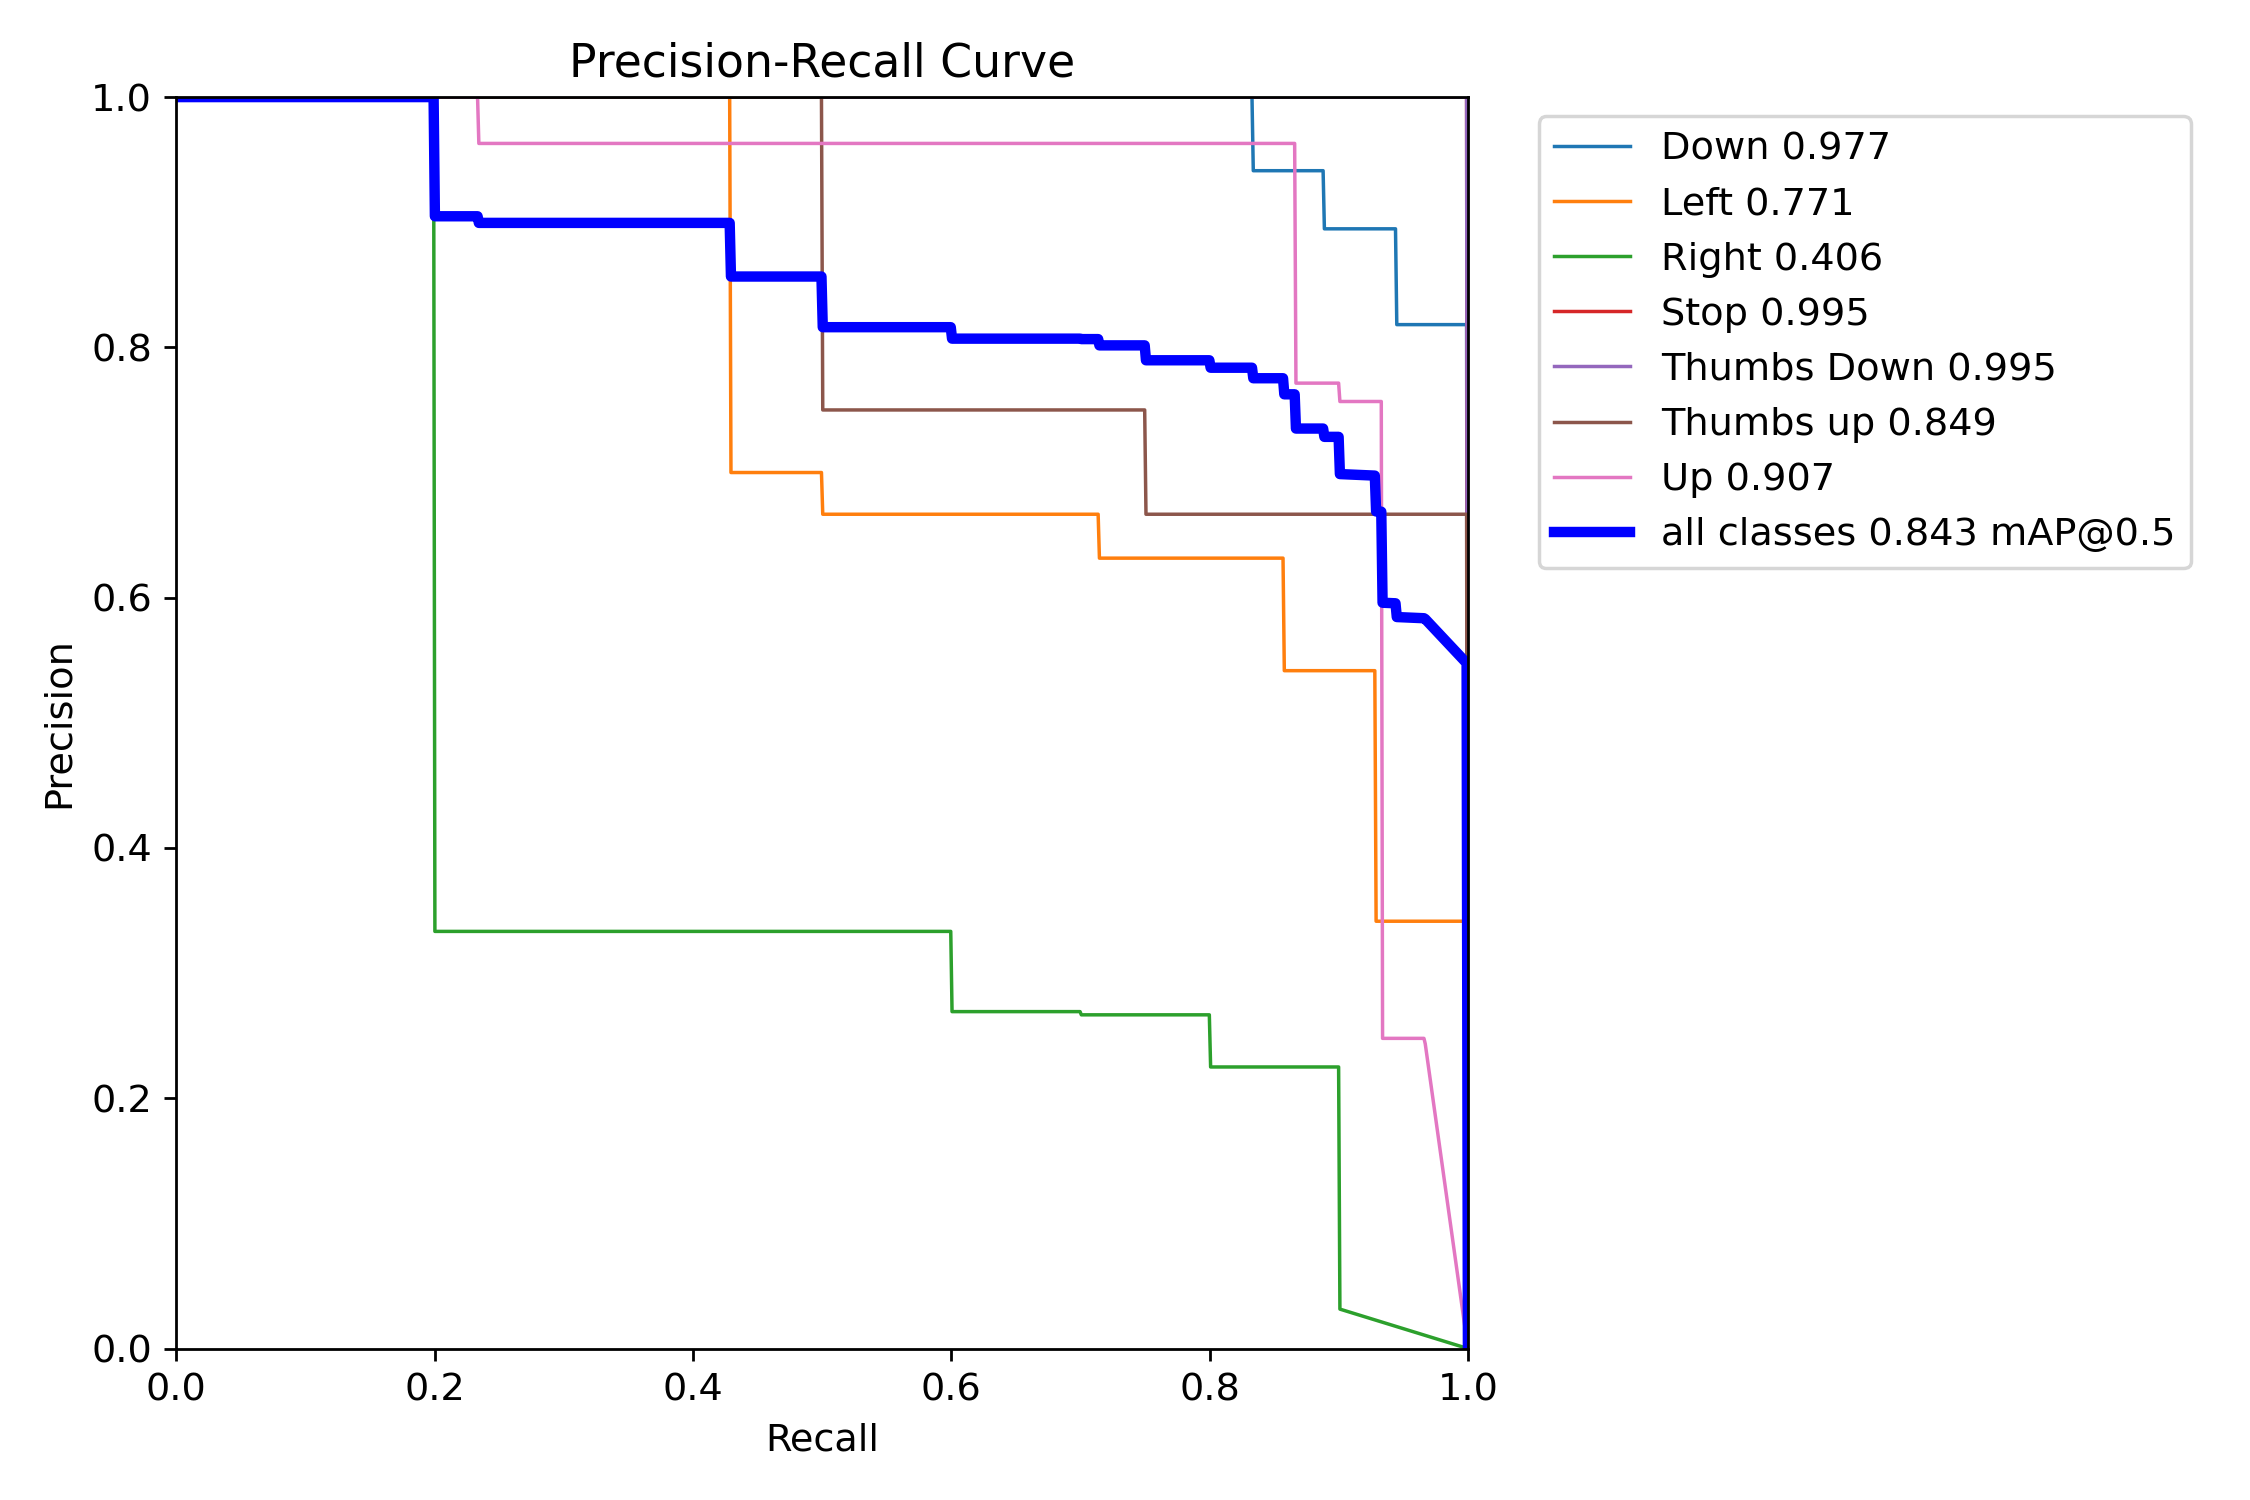 Precision-Recall Curve
1.0
0.8
0.6
0.4
0.2
0.0
Precision
0.0 0.2 0.4 0.6 0.8 1.0
Recall
Down 0.977
Left 0.771
Right 0.406
Stop 0.995
Thumbs Down 0.995
Thumbs up 0.849
Up 0.907
all classes 0.843 mAP@0.5